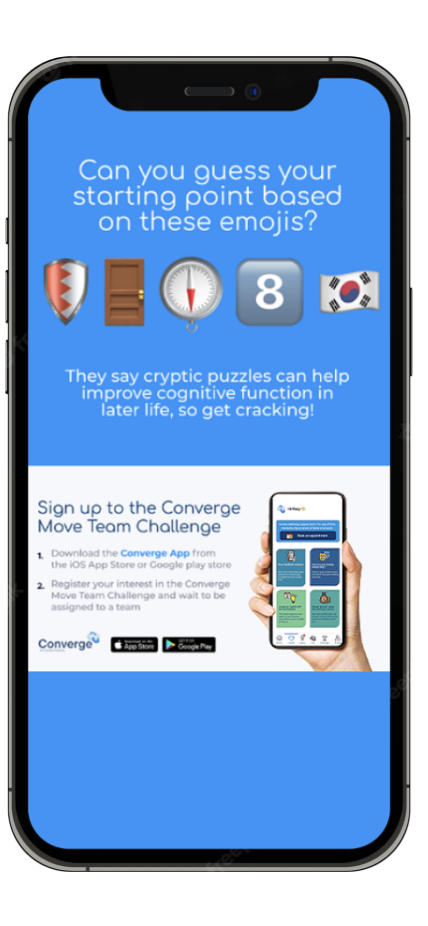 Can you guess your
starting point based
on these emojis?
8
They say cryptic puzzles can help
improve cognitive function in
later life, so get cracking!
Sign up to the Converge
Move Team Challenge
1. Download the Converge App from
the iOS App Store or Google play store
2. Register your interest in the Converge
Move Team Challenge and wait to be
assigned to a team
Converge
App Store
Google Play